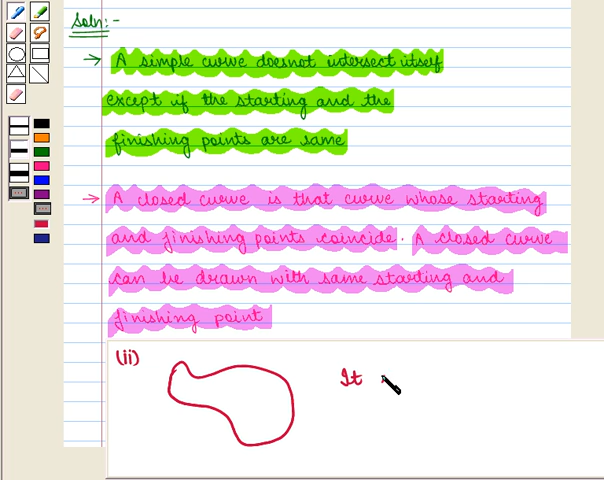 Soln:-
→ A simple curve doesnot intersect itself
except if the starting and the
finishing points are same
→ A closed curve is that curve whose starting
and finishing points coincide. A closed curve
can be drawn with same starting and
finishing point
(ii)
It